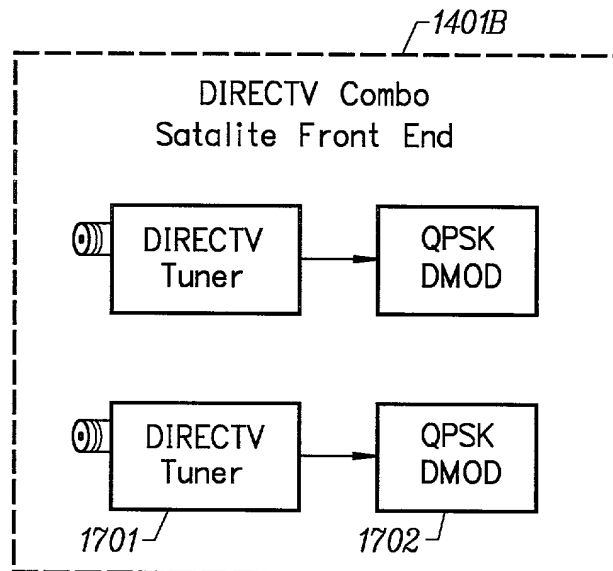 1401B
DIRECTV Combo
Satalite Front End
DIRECTV
Tuner
QPSK
DMOD
DIRECTV
Tuner
QPSK
DMOD
1701
1702